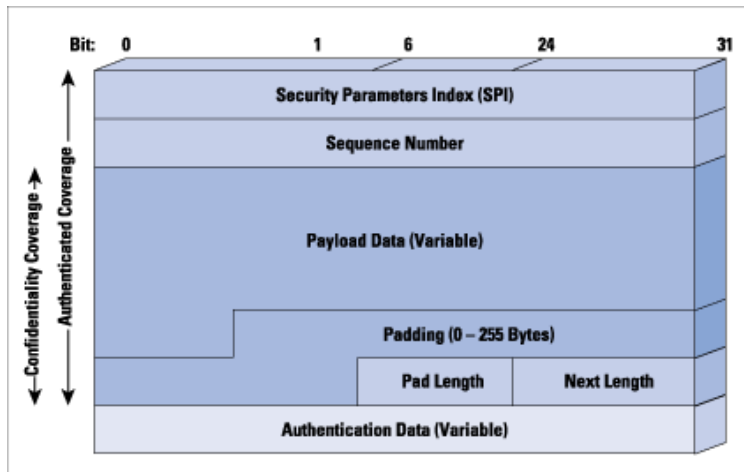 Bit: 0 1 6 24 31
Security Parameters Index (SPI)
Sequence Number
Payload Data (Variable)
Padding (0 – 255 Bytes)
Pad Length Next Length
Authentication Data (Variable)
Confidentiality Coverage
Authenticated Coverage